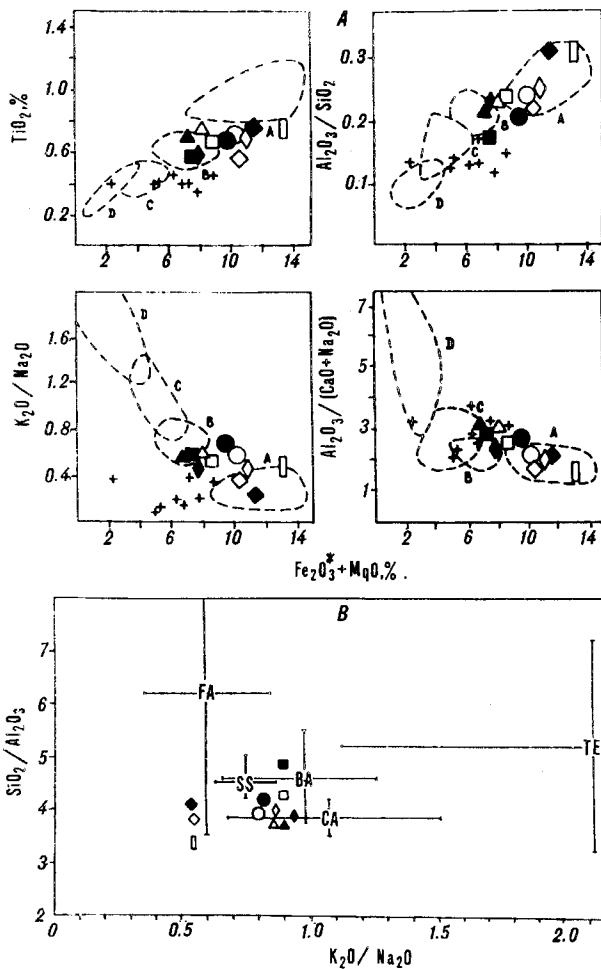 A
TiO₂,%
1.4
1.0
0.6
0.2
2 6 10 14
A
B
C
D
Al₂O₃/SiO₂
0.3
0.2
0.1
2 6 10 14
A
B
C
D
K₂O/Na₂O
1.6
1.2
0.8
0.4
2 4 6 8 10 14
D
C
B
A
Al₂O₃/(CaO+Na₂O)
7
5
3
1
2 6 10 14
D
C
B
A
Fe₂O₃*+MgO,%.
B
SiO₂/Al₂O₃
7
6
5
4
3
2
FA
TE
SS
BA
CA
0 0.5 1.0 1.5 2.0
K₂O/Na₂O